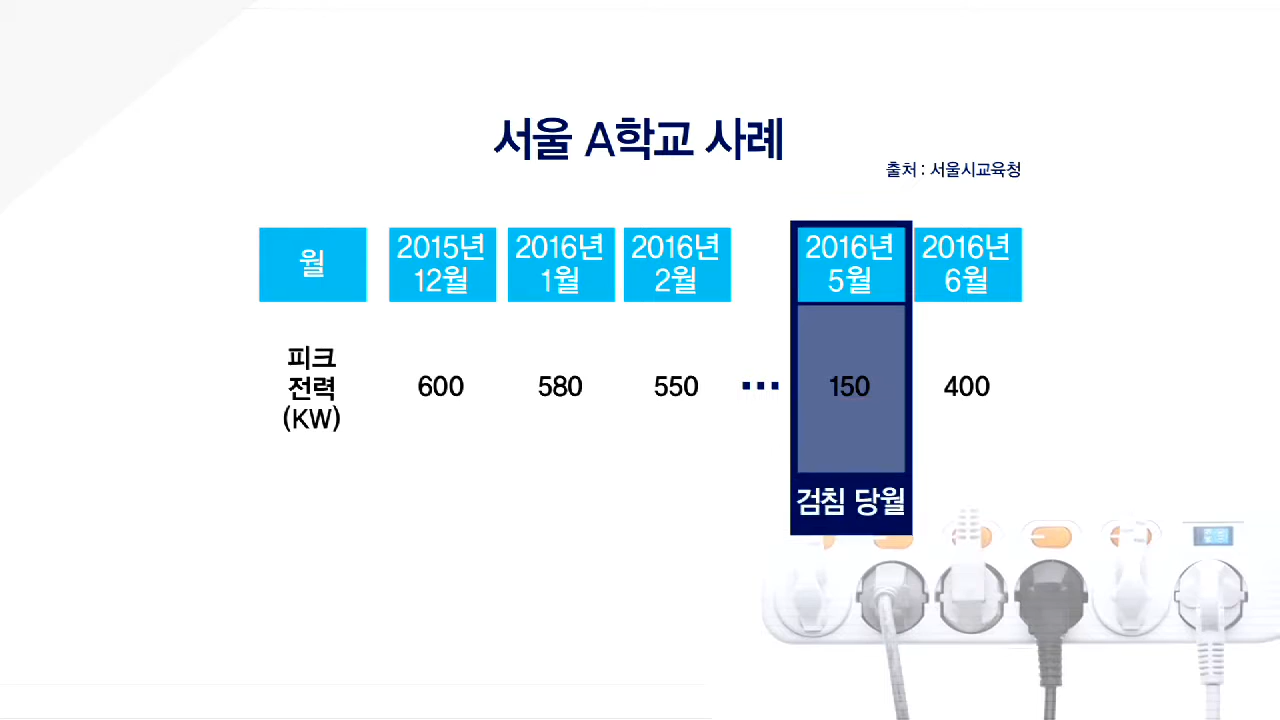 서울 A학교 사례
출처 : 서울시교육청
월
2015년
12월
2016년
1월
2016년
2월
2016년
5월
2016년
6월
피크
전력
(KW)
600
580
550
...
150
400
검침 당월